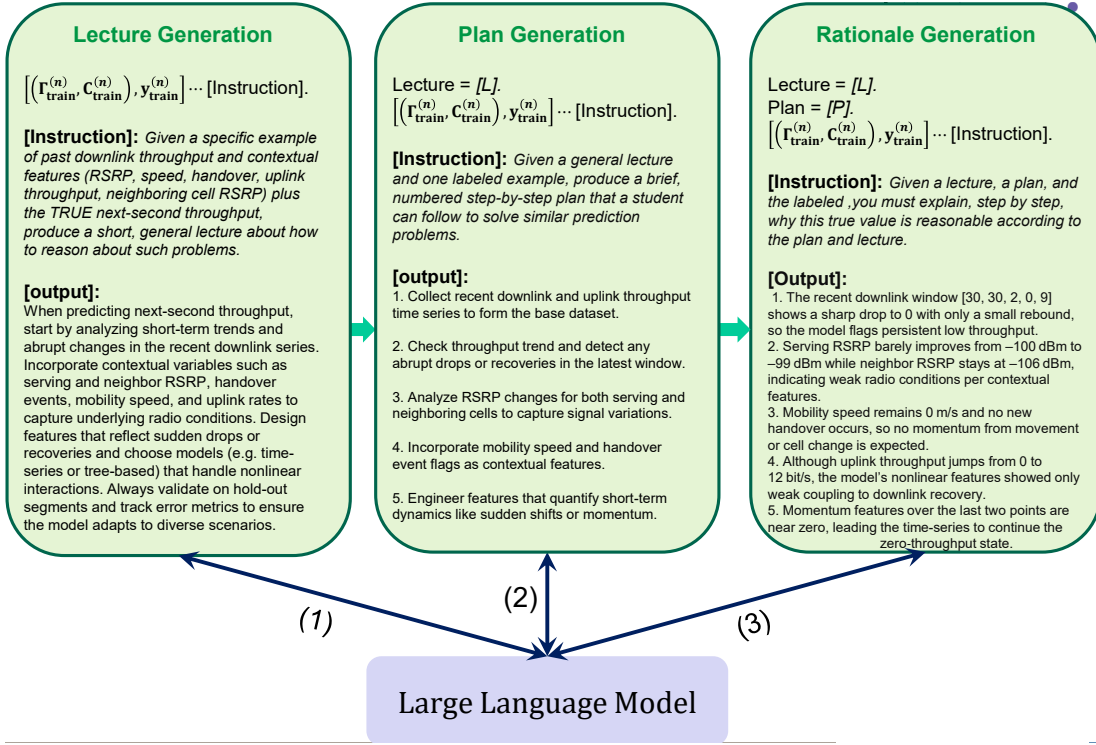 Lecture Generation
[(Γ_train^(n), C_train^(n)), y_train^(n)] ⋯ [Instruction].
[Instruction]: Given a specific example
of past downlink throughput and contextual
features (RSRP, speed, handover, uplink
throughput, neighboring cell RSRP) plus
the TRUE next-second throughput,
produce a short, general lecture about how
to reason about such problems.
[output]:
When predicting next-second throughput,
start by analyzing short-term trends and
abrupt changes in the recent downlink series.
Incorporate contextual variables such as
serving and neighbor RSRP, handover
events, mobility speed, and uplink rates to
capture underlying radio conditions. Design
features that reflect sudden drops or
recoveries and choose models (e.g. time-
series or tree-based) that handle nonlinear
interactions. Always validate on hold-out
segments and track error metrics to ensure
the model adapts to diverse scenarios.
Plan Generation
Lecture = [L].
[(Γ_train^(n), C_train^(n)), y_train^(n)] ⋯ [Instruction].
[Instruction]: Given a general lecture
and one labeled example, produce a brief,
numbered step-by-step plan that a student
can follow to solve similar prediction
problems.
[output]:
1. Collect recent downlink and uplink throughput
time series to form the base dataset.
2. Check throughput trend and detect any
abrupt drops or recoveries in the latest window.
3. Analyze RSRP changes for both serving and
neighboring cells to capture signal variations.
4. Incorporate mobility speed and handover
event flags as contextual features.
5. Engineer features that quantify short-term
dynamics like sudden shifts or momentum.
Rationale Generation
Lecture = [L].
Plan = [P].
[(Γ_train^(n), C_train^(n)), y_train^(n)] ⋯ [Instruction].
[Instruction]: Given a lecture, a plan, and
the labeled ,you must explain, step by step,
why this true value is reasonable according to
the plan and lecture.
[Output]:
1. The recent downlink window [30, 30, 2, 0, 9]
shows a sharp drop to 0 with only a small rebound,
so the model flags persistent low throughput.
2. Serving RSRP barely improves from –100 dBm to
–99 dBm while neighbor RSRP stays at –106 dBm,
indicating weak radio conditions per contextual
features.
3. Mobility speed remains 0 m/s and no new
handover occurs, so no momentum from movement
or cell change is expected.
4. Although uplink throughput jumps from 0 to
12 bit/s, the model’s nonlinear features showed only
weak coupling to downlink recovery.
5. Momentum features over the last two points are
near zero, leading the time-series to continue the
zero-throughput state.
(1)
(2)
(3)
Large Language Model